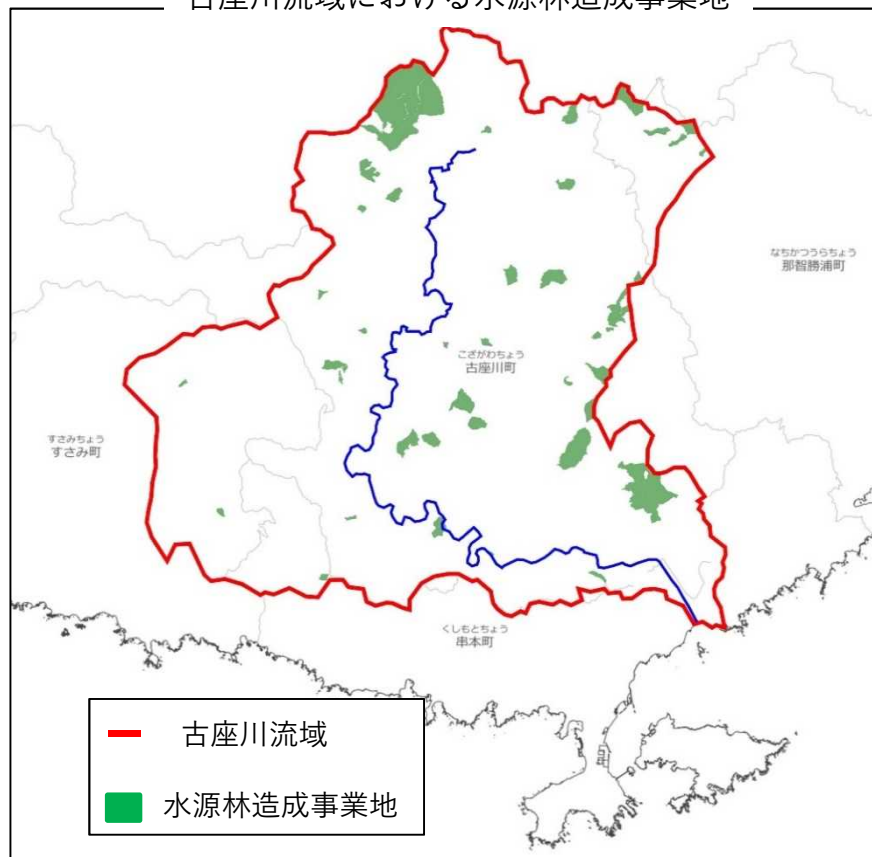 古座川流域における水源林造成事業地
なちかつうらちょう
那智勝浦町
こざがわちょう
古座川町
すさみちょう
すさみ町
くしもとちょう
串本町
古座川流域
水源林造成事業地